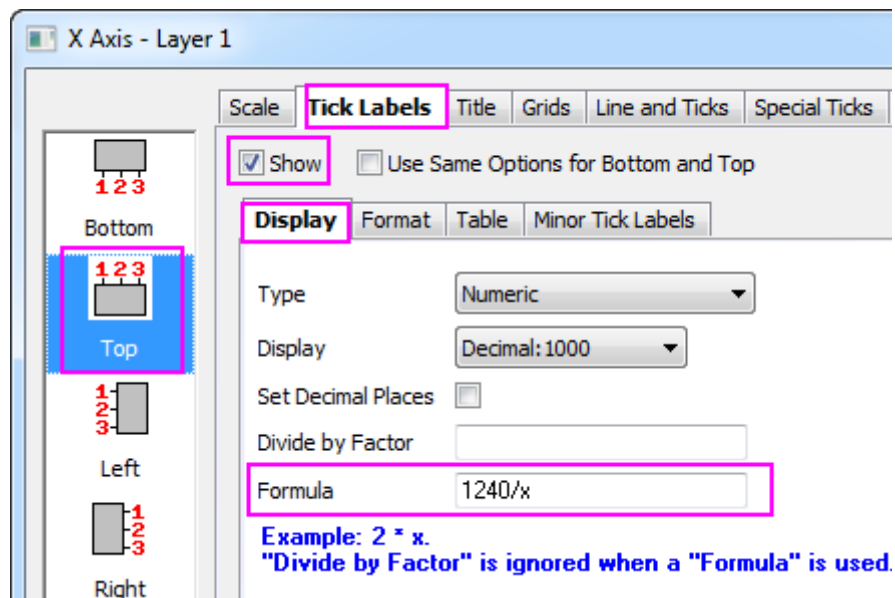 X Axis - Layer 1
Scale Tick Labels Title Grids Line and Ticks Special Ticks
Show Use Same Options for Bottom and Top
1 2 3
Bottom
Display Format Table Minor Tick Labels
1 2 3
Top
Type Numeric
Display Decimal:1000
1
2
3
Set Decimal Places
Left
Divide by Factor
Formula 1240/x
1
2
3
Right
Example: 2 * x.
"Divide by Factor" is ignored when a "Formula" is used.